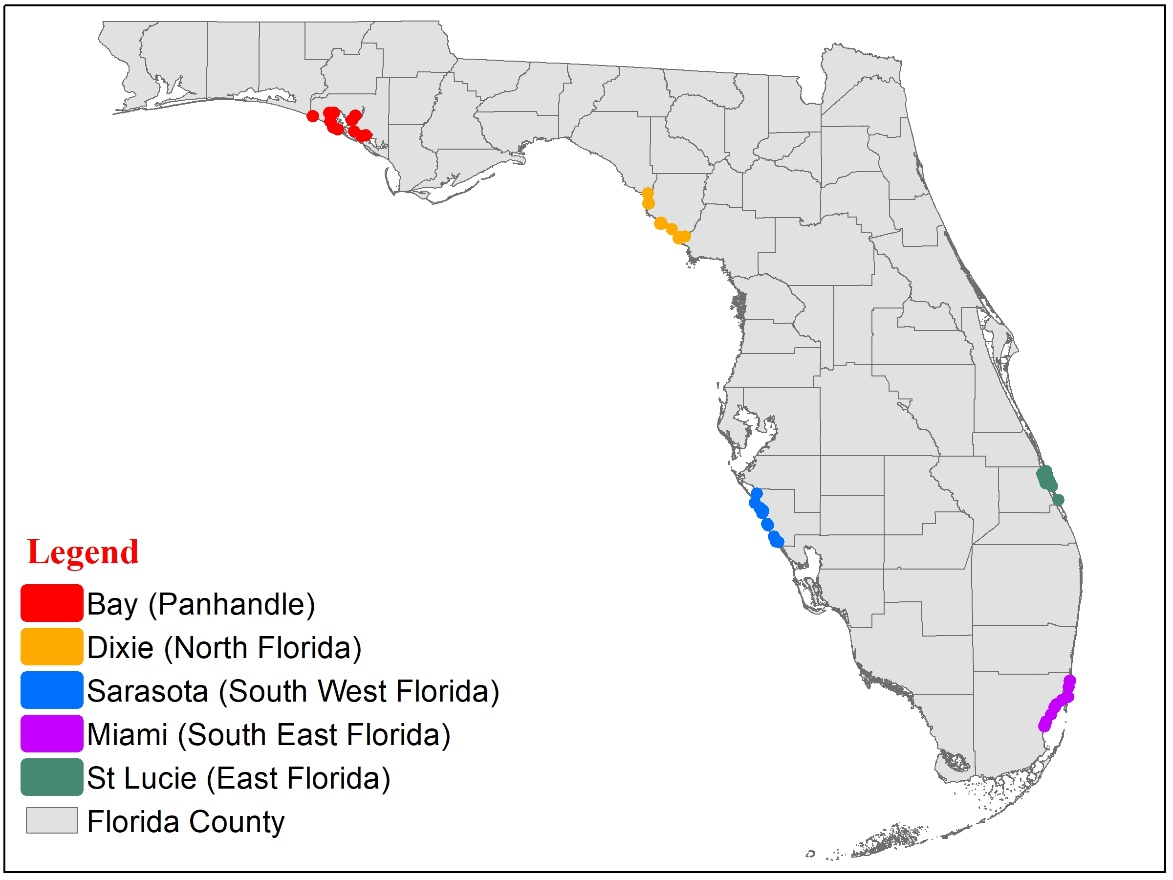 Legend
Bay (Panhandle)
Dixie (North Florida)
Sarasota (South West Florida)
Miami (South East Florida)
St Lucie (East Florida)
Florida County